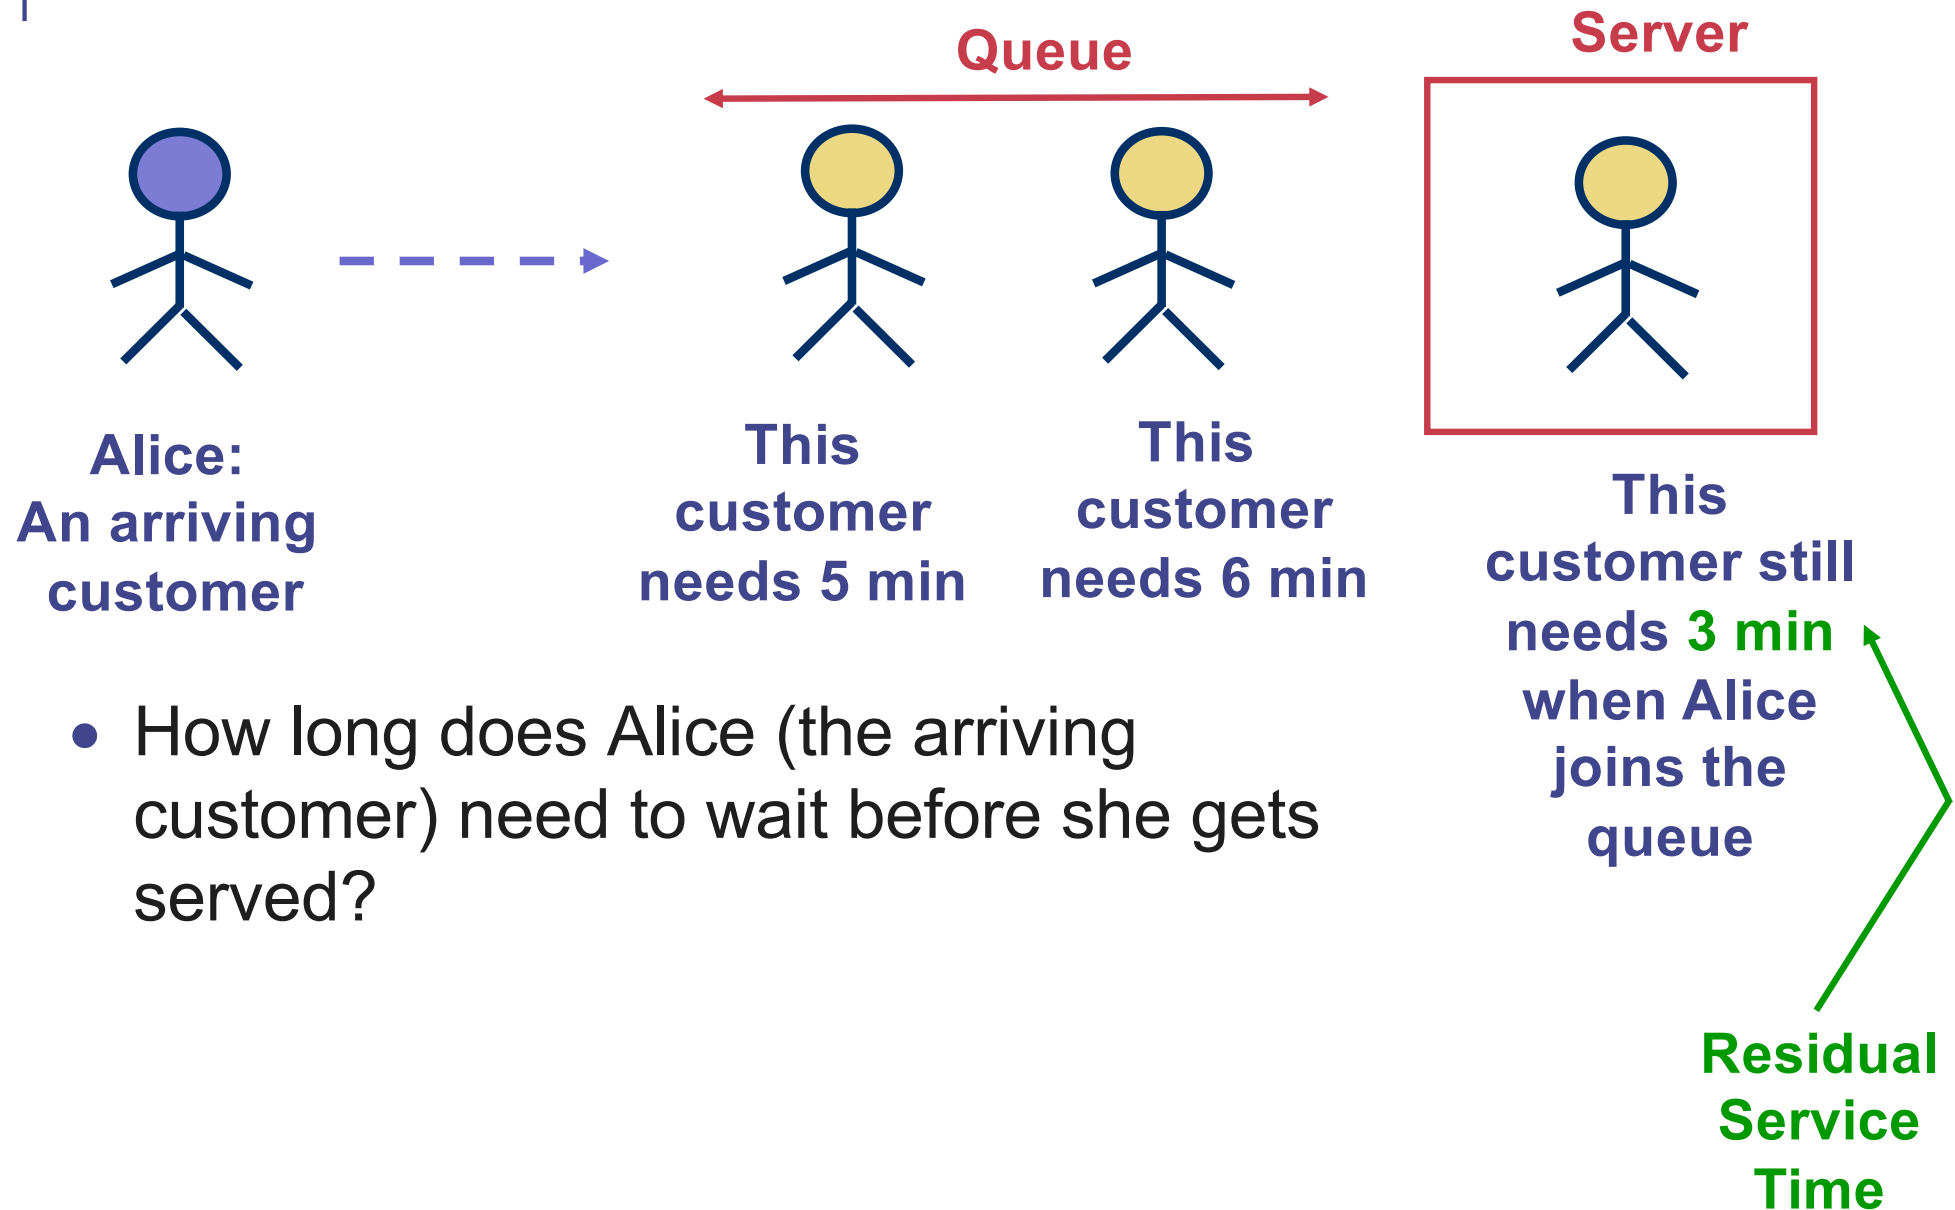 Queue
Server
Alice:
An arriving
customer
This
customer
needs 5 min
This
customer
needs 6 min
This
customer still
needs 3 min
when Alice
joins the
queue
• How long does Alice (the arriving
customer) need to wait before she gets
served?
Residual
Service
Time